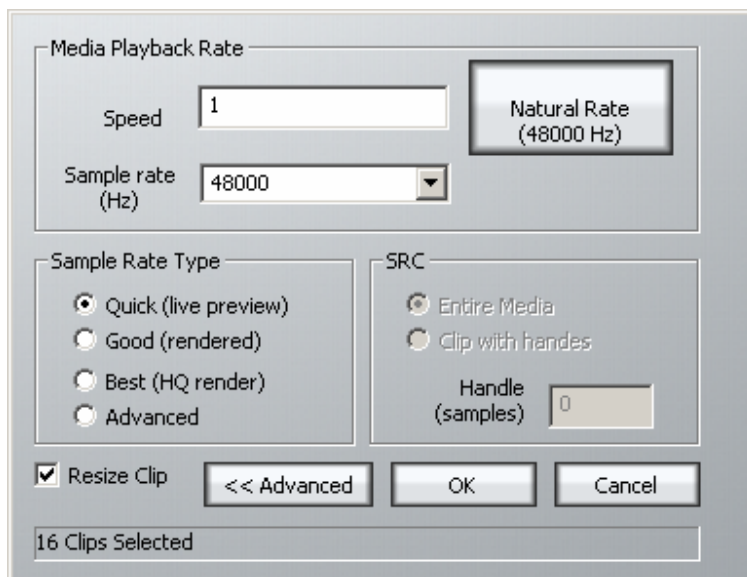 Media Playback Rate
Speed
1
Natural Rate
(48000 Hz)
Sample rate
(Hz)
48000
Sample Rate Type
Quick (live preview)
Good (rendered)
Best (HQ render)
Advanced
SRC
Entire Media
Clip with handes
Handle
(samples)
0
Resize Clip
<< Advanced
OK
Cancel
16 Clips Selected